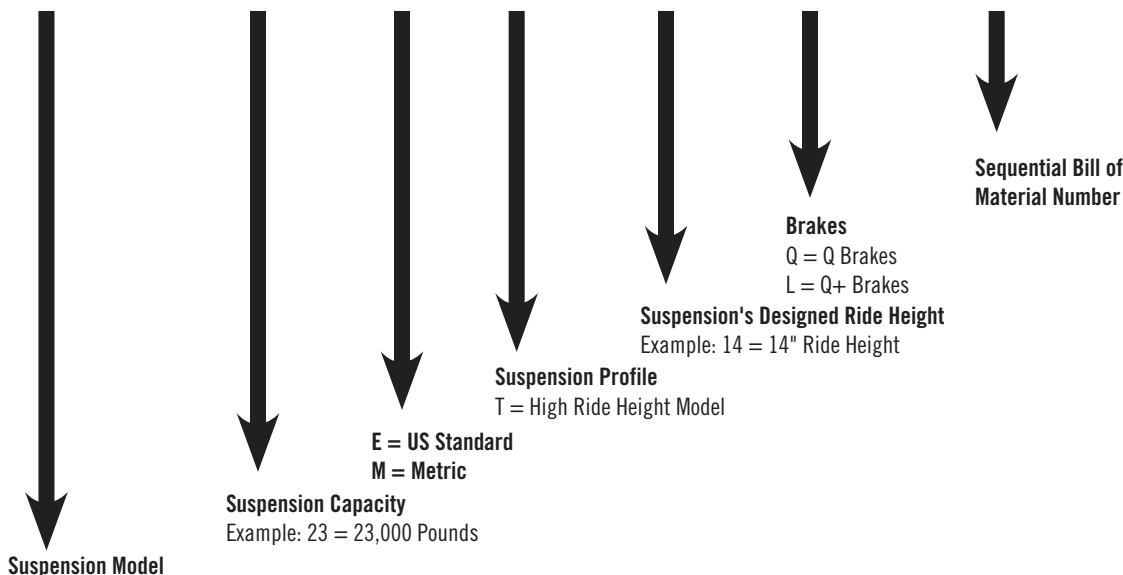 Sequential Bill of
Material Number
Brakes
Q = Q Brakes
L = Q+ Brakes
Suspension's Designed Ride Height
Example: 14 = 14" Ride Height
Suspension Profile
T = High Ride Height Model
E = US Standard
M = Metric
Suspension Capacity
Example: 23 = 23,000 Pounds
Suspension Model